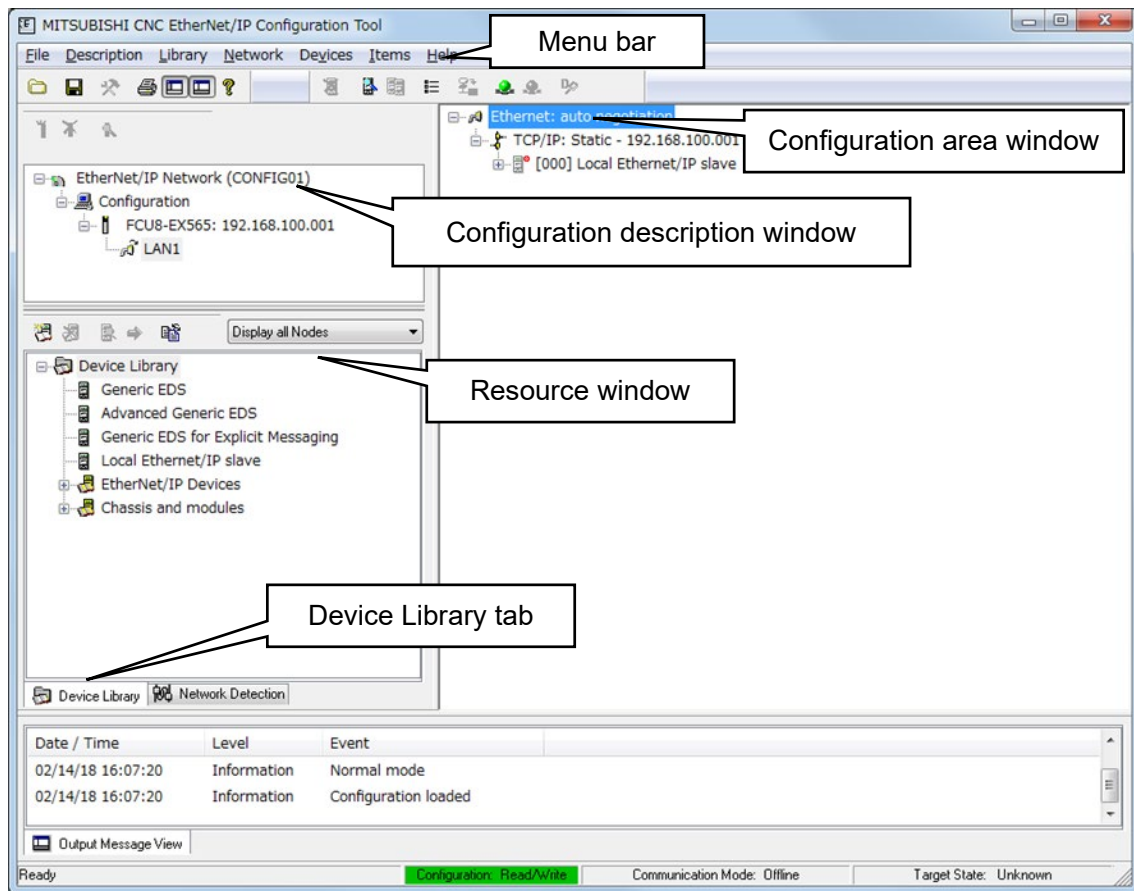 MITSUBISHI CNC EtherNet/IP Configuration Tool
File Description Library Network Devices Items Help
Menu bar
Ethernet: auto negotiation
TCP/IP: Static - 192.168.100.001
[000] Local Ethernet/IP slave
Configuration area window
EtherNet/IP Network (CONFIG01)
Configuration
FCU8-EX565: 192.168.100.001
LAN1
Configuration description window
Display all Nodes
Resource window
Device Library
Generic EDS
Advanced Generic EDS
Generic EDS for Explicit Messaging
Local Ethernet/IP slave
EtherNet/IP Devices
Chassis and modules
Device Library tab
Device Library Network Detection
Date / Time Level Event
02/14/18 16:07:20 Information Normal mode
02/14/18 16:07:20 Information Configuration loaded
Output Message View
Ready Configuration: Read/Write Communication Mode: Offline Target State: Unknown